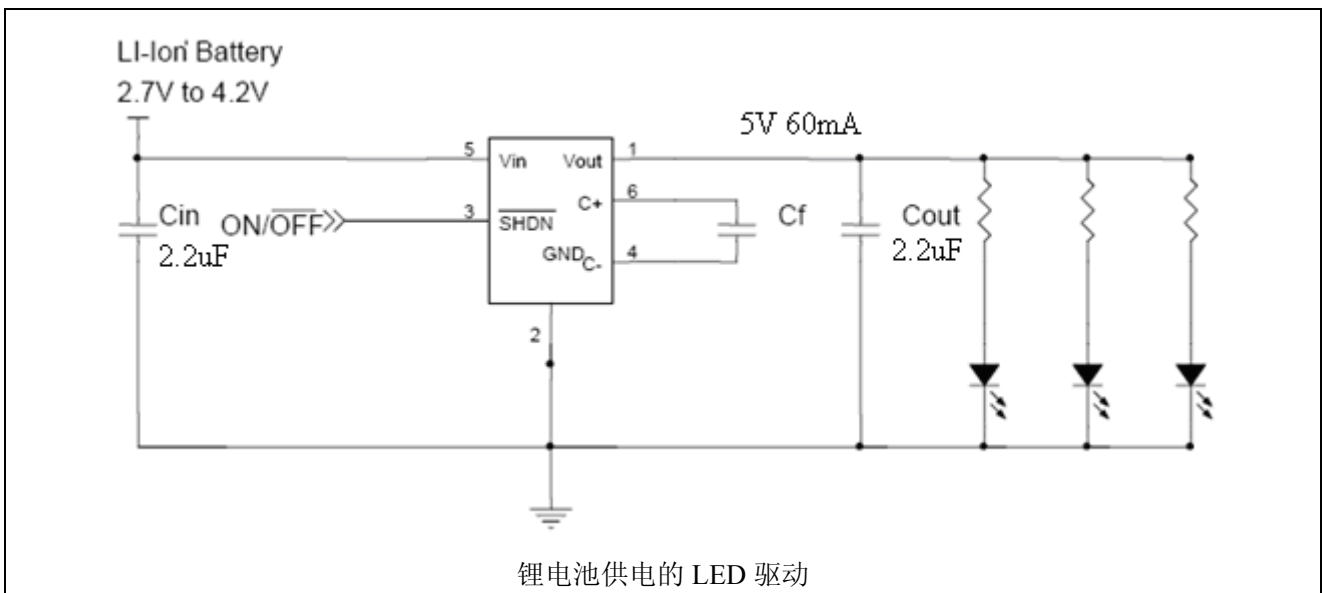 LI-Ion Battery
2.7V to 4.2V
5V 60mA
5
Vin
Vout
1
6
C+
Cin
2.2uF
ON/OFF
3
SHDN
Cf
Cout
2.2uF
GND
C-
4
2
锂电池供电的 LED 驱动